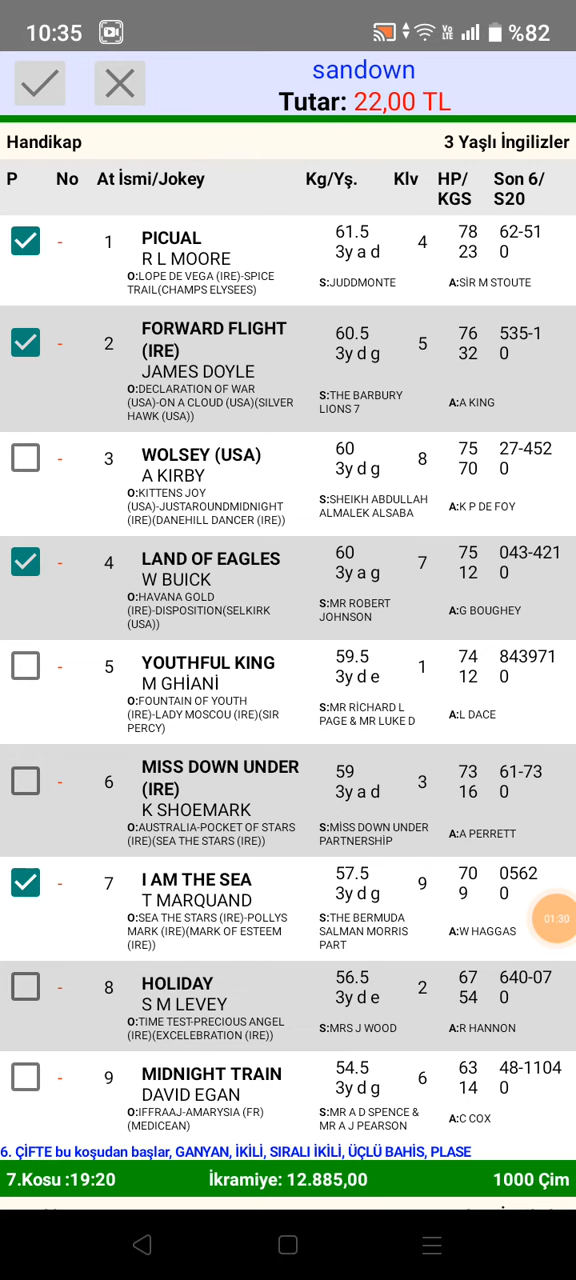 10:35 Vo LTE %82
sandown
Tutar: 22,00 TL
Handikap 3 Yaşlı İngilizler
P No At İsmi/Jokey Kg/Yş. Klv HP/ Son 6/
KGS S20
- 1 PICUAL 61.5 4 78 62-51
R L MOORE 3y a d 23 0
O:LOPE DE VEGA (IRE)-SPICE S:JUDDMONTE A:SİR M STOUTE
TRAIL(CHAMPS ELYSEES)
- 2 FORWARD FLIGHT 60.5 5 76 535-1
(IRE) 3y d g 32 0
JAMES DOYLE
O:DECLARATION OF WAR S:THE BARBURY A:A KING
(USA)-ON A CLOUD (USA)(SILVER LIONS 7
HAWK (USA))
- 3 WOLSEY (USA) 60 8 75 27-452
A KIRBY 3y d g 70 0
O:KITTENS JOY S:SHEIKH ABDULLAH A:K P DE FOY
(USA)-JUSTAROUNDMIDNIGHT ALMALEK ALSABA
(IRE)(DANEHILL DANCER (IRE))
- 4 LAND OF EAGLES 60 7 75 043-421
W BUICK 3y a g 12 0
O:HAVANA GOLD S:MR ROBERT A:G BOUGHEY
(IRE)-DISPOSITION(SELKIRK JOHNSON
(USA))
- 5 YOUTHFUL KING 59.5 1 74 843971
M GHİANİ 3y d e 12 0
O:FOUNTAIN OF YOUTH S:MR RİCHARD L A:L DACE
(IRE)-LADY MOSCOU (IRE)(SIR PAGE & MR LUKE D
PERCY)
- 6 MISS DOWN UNDER 59 3 73 61-73
(IRE) 3y a d 16 0
K SHOEMARK
O:AUSTRALIA-POCKET OF STARS S:MİSS DOWN UNDER A:A PERRETT
(IRE)(SEA THE STARS (IRE)) PARTNERSHİP
- 7 I AM THE SEA 57.5 9 70 0562
T MARQUAND 3y d g 9 0
O:SEA THE STARS (IRE)-POLLYS S:THE BERMUDA A:W HAGGAS
MARK (IRE)(MARK OF ESTEEM SALMAN MORRIS
(IRE)) PART
01:30
- 8 HOLIDAY 56.5 2 67 640-07
S M LEVEY 3y d e 54 0
O:TIME TEST-PRECIOUS ANGEL S:MRS J WOOD A:R HANNON
(IRE)(EXCELEBRATION (IRE))
- 9 MIDNIGHT TRAIN 54.5 6 63 48-1104
DAVID EGAN 3y d g 14 0
O:IFFRAAJ-AMARYSIA (FR) S:MR A D SPENCE & A:C COX
(MEDICEAN) MR A J PEARSON
6. ÇİFTE bu koşudan başlar, GANYAN, İKİLİ, SIRALI İKİLİ, ÜÇLÜ BAHİS, PLASE
7.Kosu :19:20 İkramiye: 12.885,00 1000 Çim